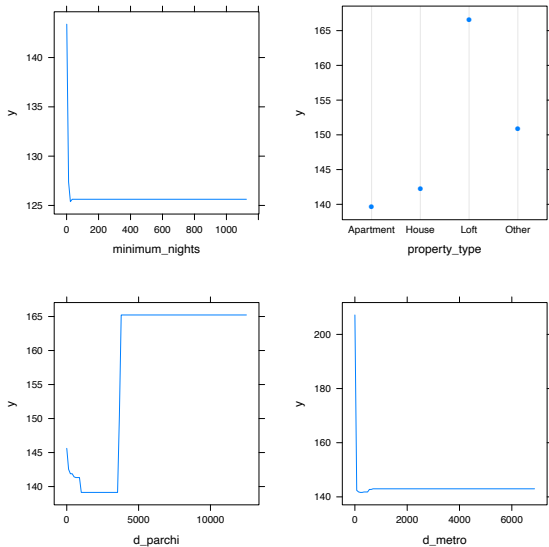 y
140
135
130
125
0
200
400
600
800
1000
minimum_nights
y
165
160
155
150
145
140
Apartment
House
Loft
Other
property_type
y
165
160
155
150
145
140
0
5000
10000
d_parchi
y
200
180
160
140
0
2000
4000
6000
d_metro